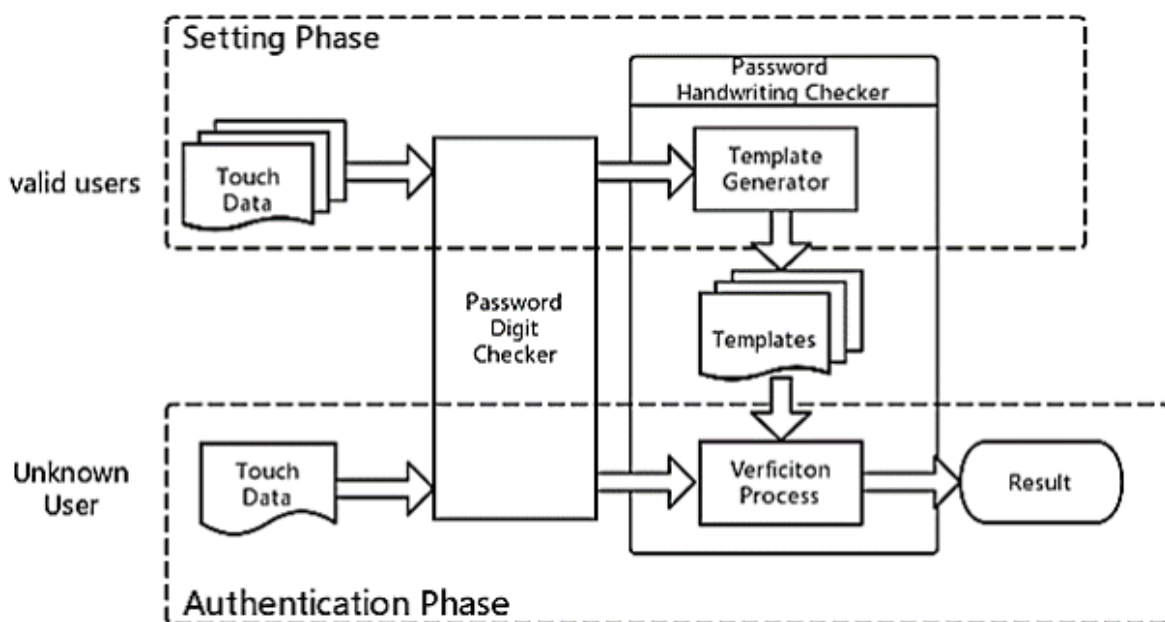 Setting Phase
Password
Handwriting Checker
valid users
Touch
Data
Template
Generator
Password
Digit
Checker
Templates
Unknown
User
Touch
Data
Verficiton
Process
Result
Authentication Phase